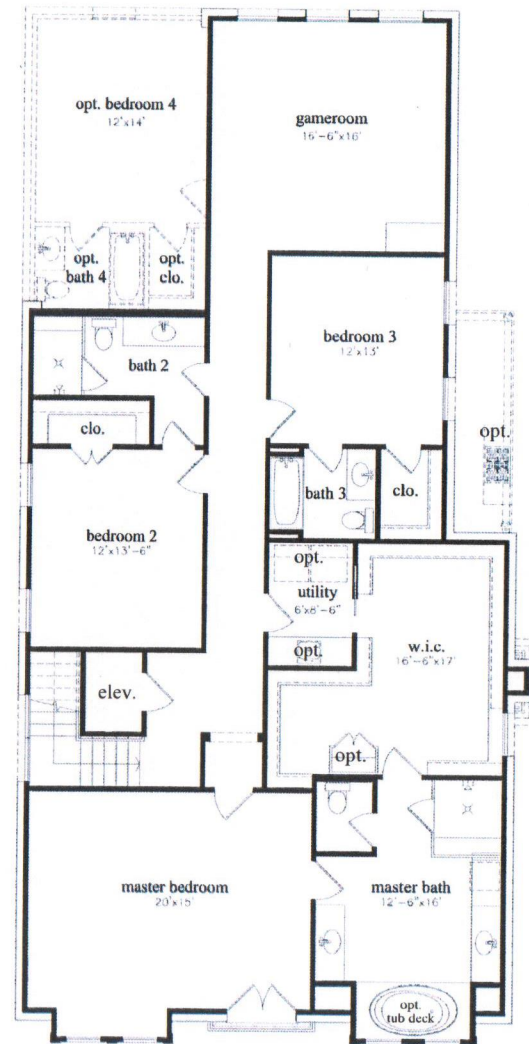 opt. bedroom 4
12'x14'
gameroom
16'-6"x16'
opt.
bath 4
opt.
clo.
bedroom 3
12'x13'
bath 2
clo.
opt.
bath 3
clo.
bedroom 2
12'x13'-6"
opt.
utility
6'x8'-6"
opt.
w.i.c.
16'-6"x17'
elev.
opt.
master bedroom
20'x15'
master bath
12'-6"x16'
opt.
tub deck